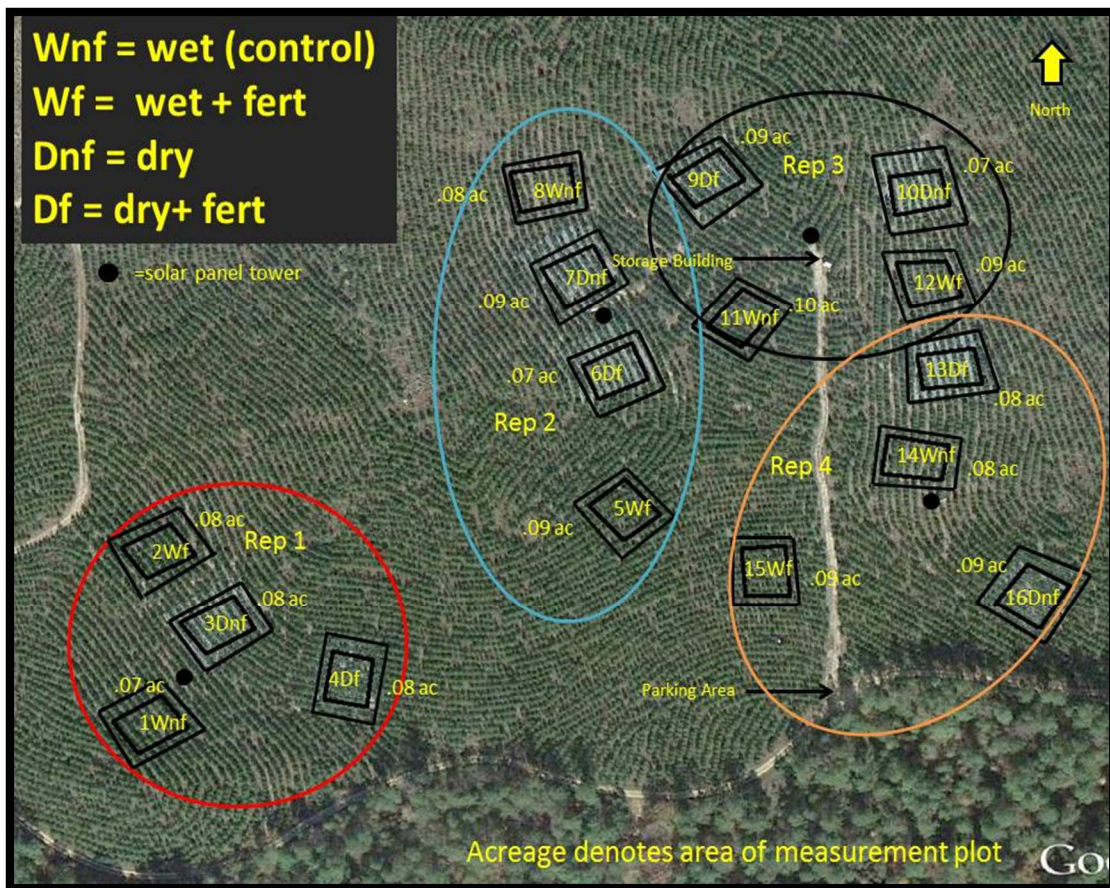 Wnf = wet (control)
Wf = wet + fert
Dnf = dry
Df = dry+ fert
=solar panel tower
North
.09 ac
Rep 3
.07 ac
9Df
10Dnf
.08 ac
8Wnf
Storage Building
7Dnf
.09 ac
12Wf
.09 ac
.10 ac
11Wnf
.07 ac
6Df
13Df
.08 ac
Rep 2
Rep 4
14Wnf
.08 ac
5Wf
.09 ac
.08 ac
Rep 1
2Wf
15Wf
.09 ac
.09 ac
16Dnf
.08 ac
3Dnf
.07 ac
4Df
.08 ac
1Wnf
Parking Area
Acreage denotes area of measurement plot
Goo